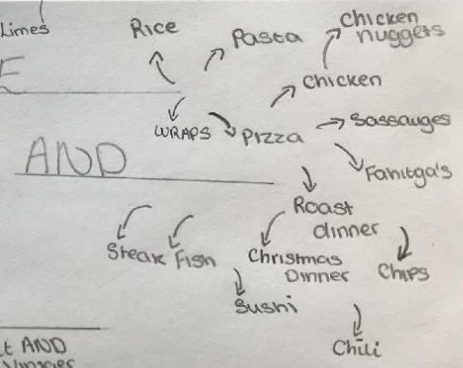 Limes
Rice
Pasta
Chicken
nuggets
Chicken
WRAPS
Pizza
Sassauges
Fahitga's
AND
Roast
dinner
Steak
Fish
Christmas
Dinner
Chips
Sushi
Chili
AND